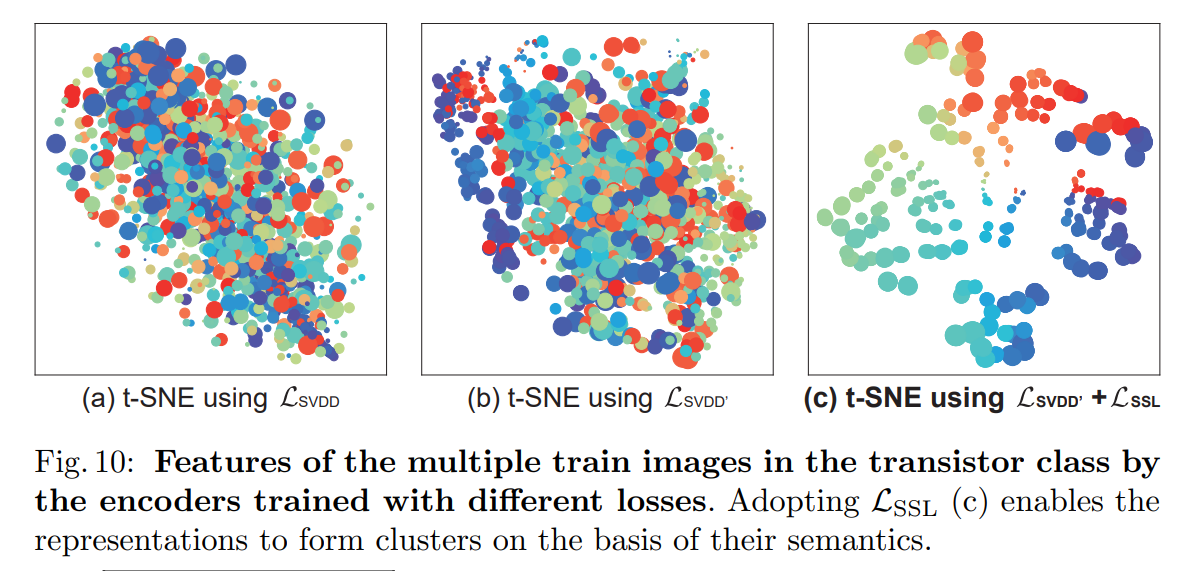 (a) t-SNE using ℒSVDD
(b) t-SNE using ℒSVDD'
(c) t-SNE using ℒSVDD' + ℒSSL
Fig. 10: Features of the multiple train images in the transistor class by
the encoders trained with different losses. Adopting ℒSSL (c) enables the
representations to form clusters on the basis of their semantics.